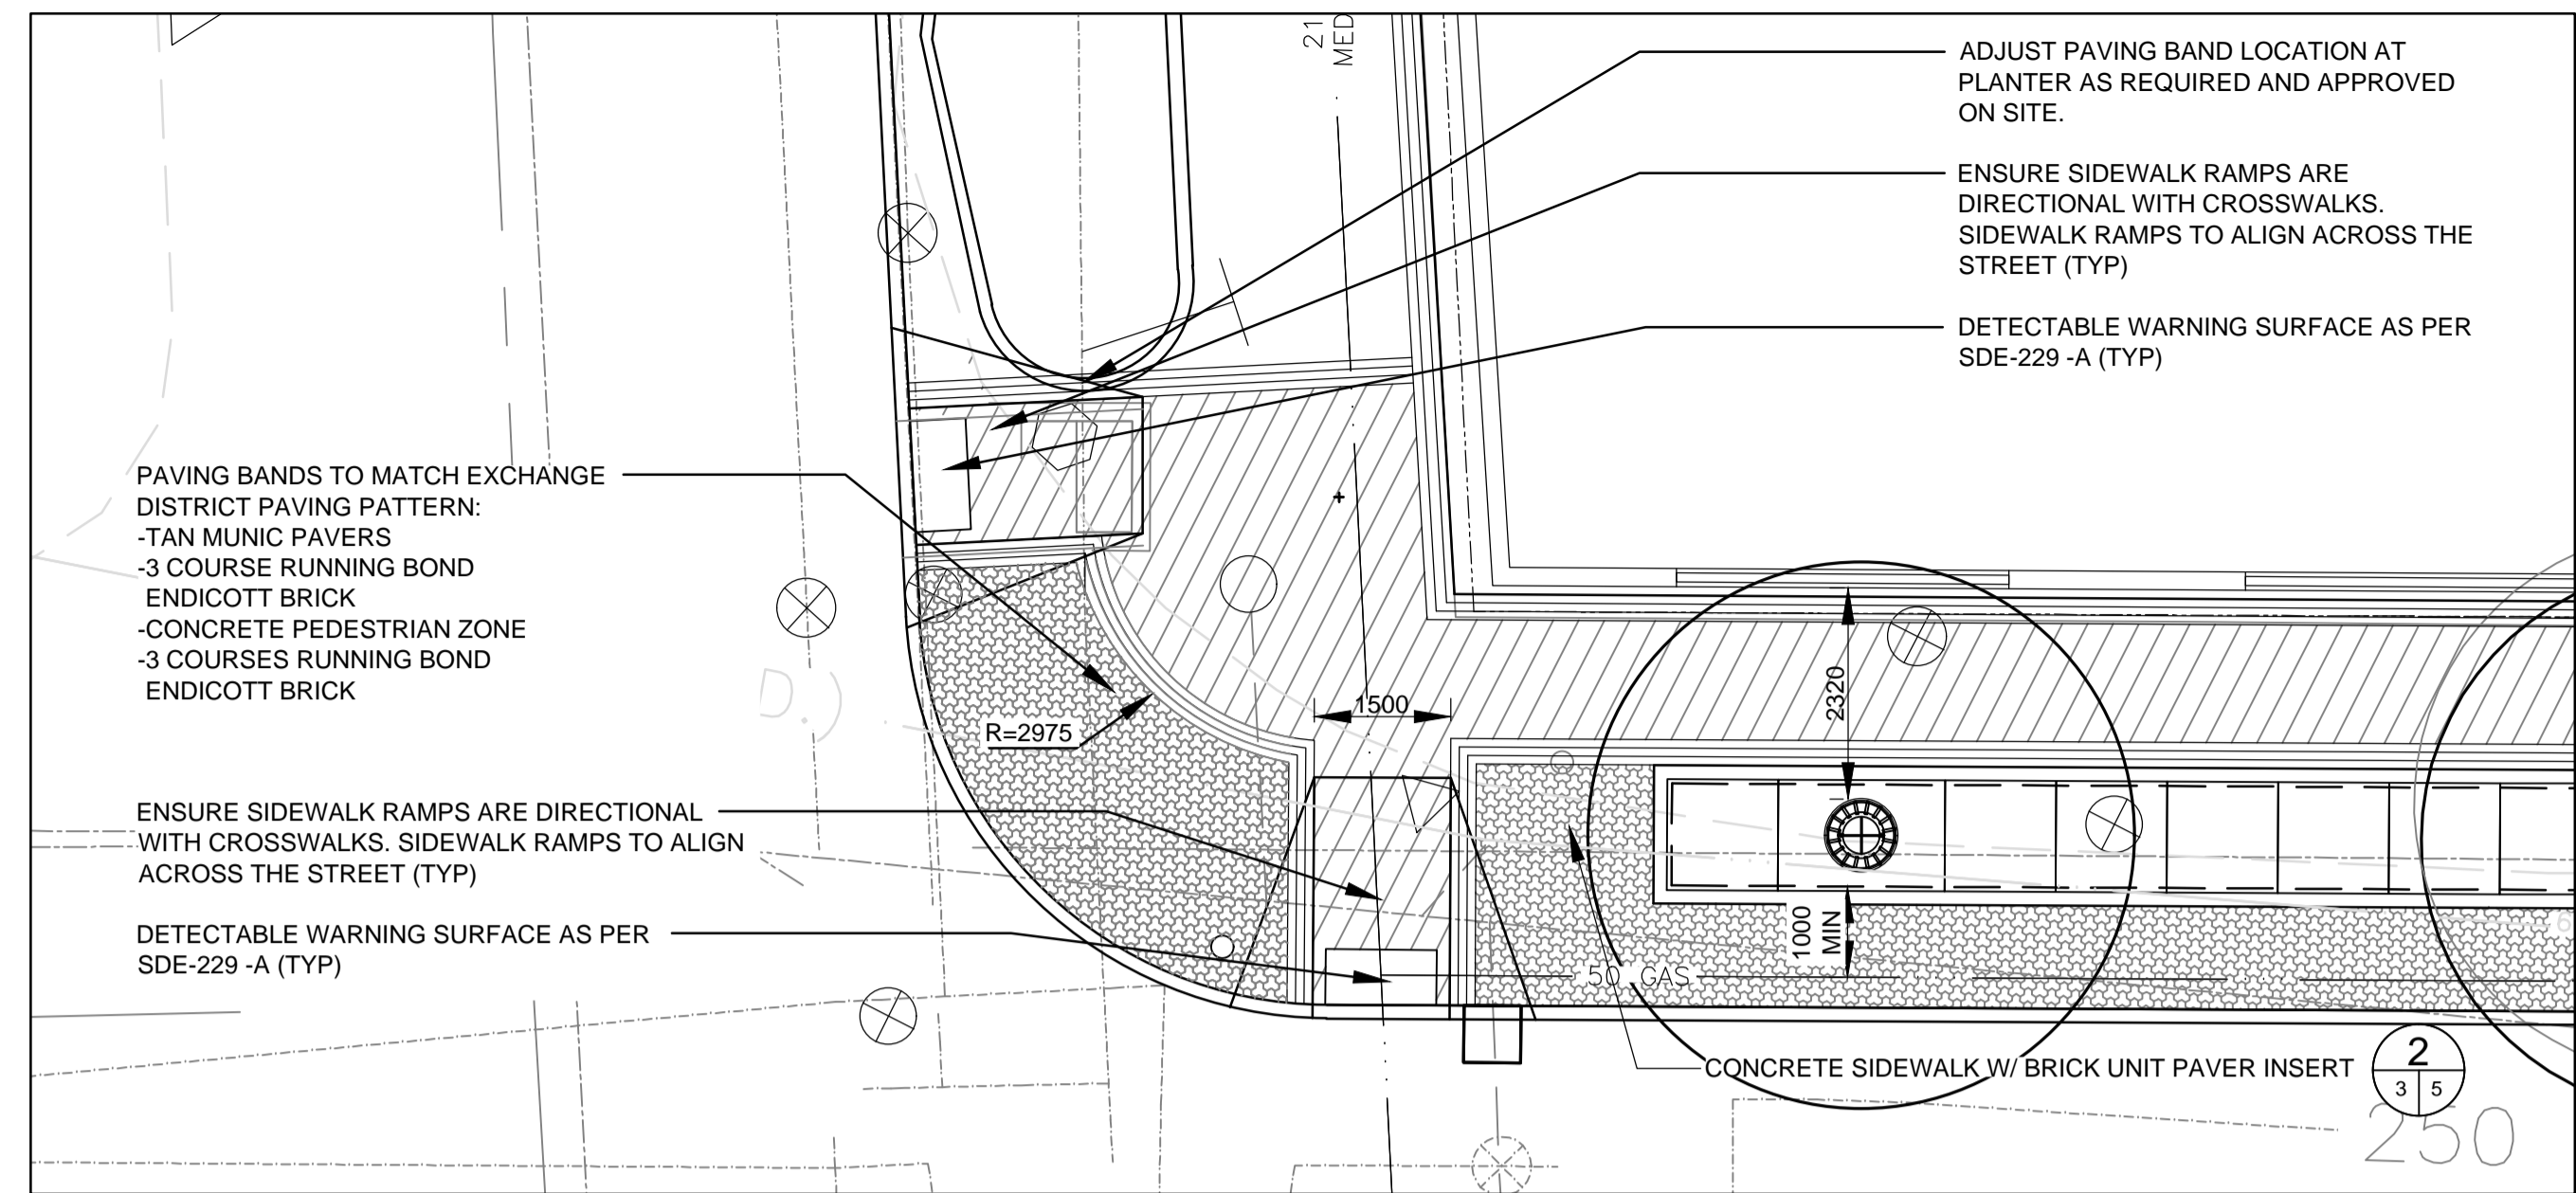 21
MED
ADJUST PAVING BAND LOCATION AT
PLANTER AS REQUIRED AND APPROVED
ON SITE.
ENSURE SIDEWALK RAMPS ARE
DIRECTIONAL WITH CROSSWALKS.
SIDEWALK RAMPS TO ALIGN ACROSS THE
STREET (TYP)
DETECTABLE WARNING SURFACE AS PER
SDE-229 -A (TYP)
PAVING BANDS TO MATCH EXCHANGE
DISTRICT PAVING PATTERN:
-TAN MUNIC PAVERS
-3 COURSE RUNNING BOND
ENDICOTT BRICK
-CONCRETE PEDESTRIAN ZONE
-3 COURSES RUNNING BOND
ENDICOTT BRICK
D.)
R=2975
1500
2320
ENSURE SIDEWALK RAMPS ARE DIRECTIONAL
WITH CROSSWALKS. SIDEWALK RAMPS TO ALIGN
ACROSS THE STREET (TYP)
DETECTABLE WARNING SURFACE AS PER
SDE-229 -A (TYP)
1000
MIN
50 GAS
6
CONCRETE SIDEWALK W/ BRICK UNIT PAVER INSERT
2
3 5
250